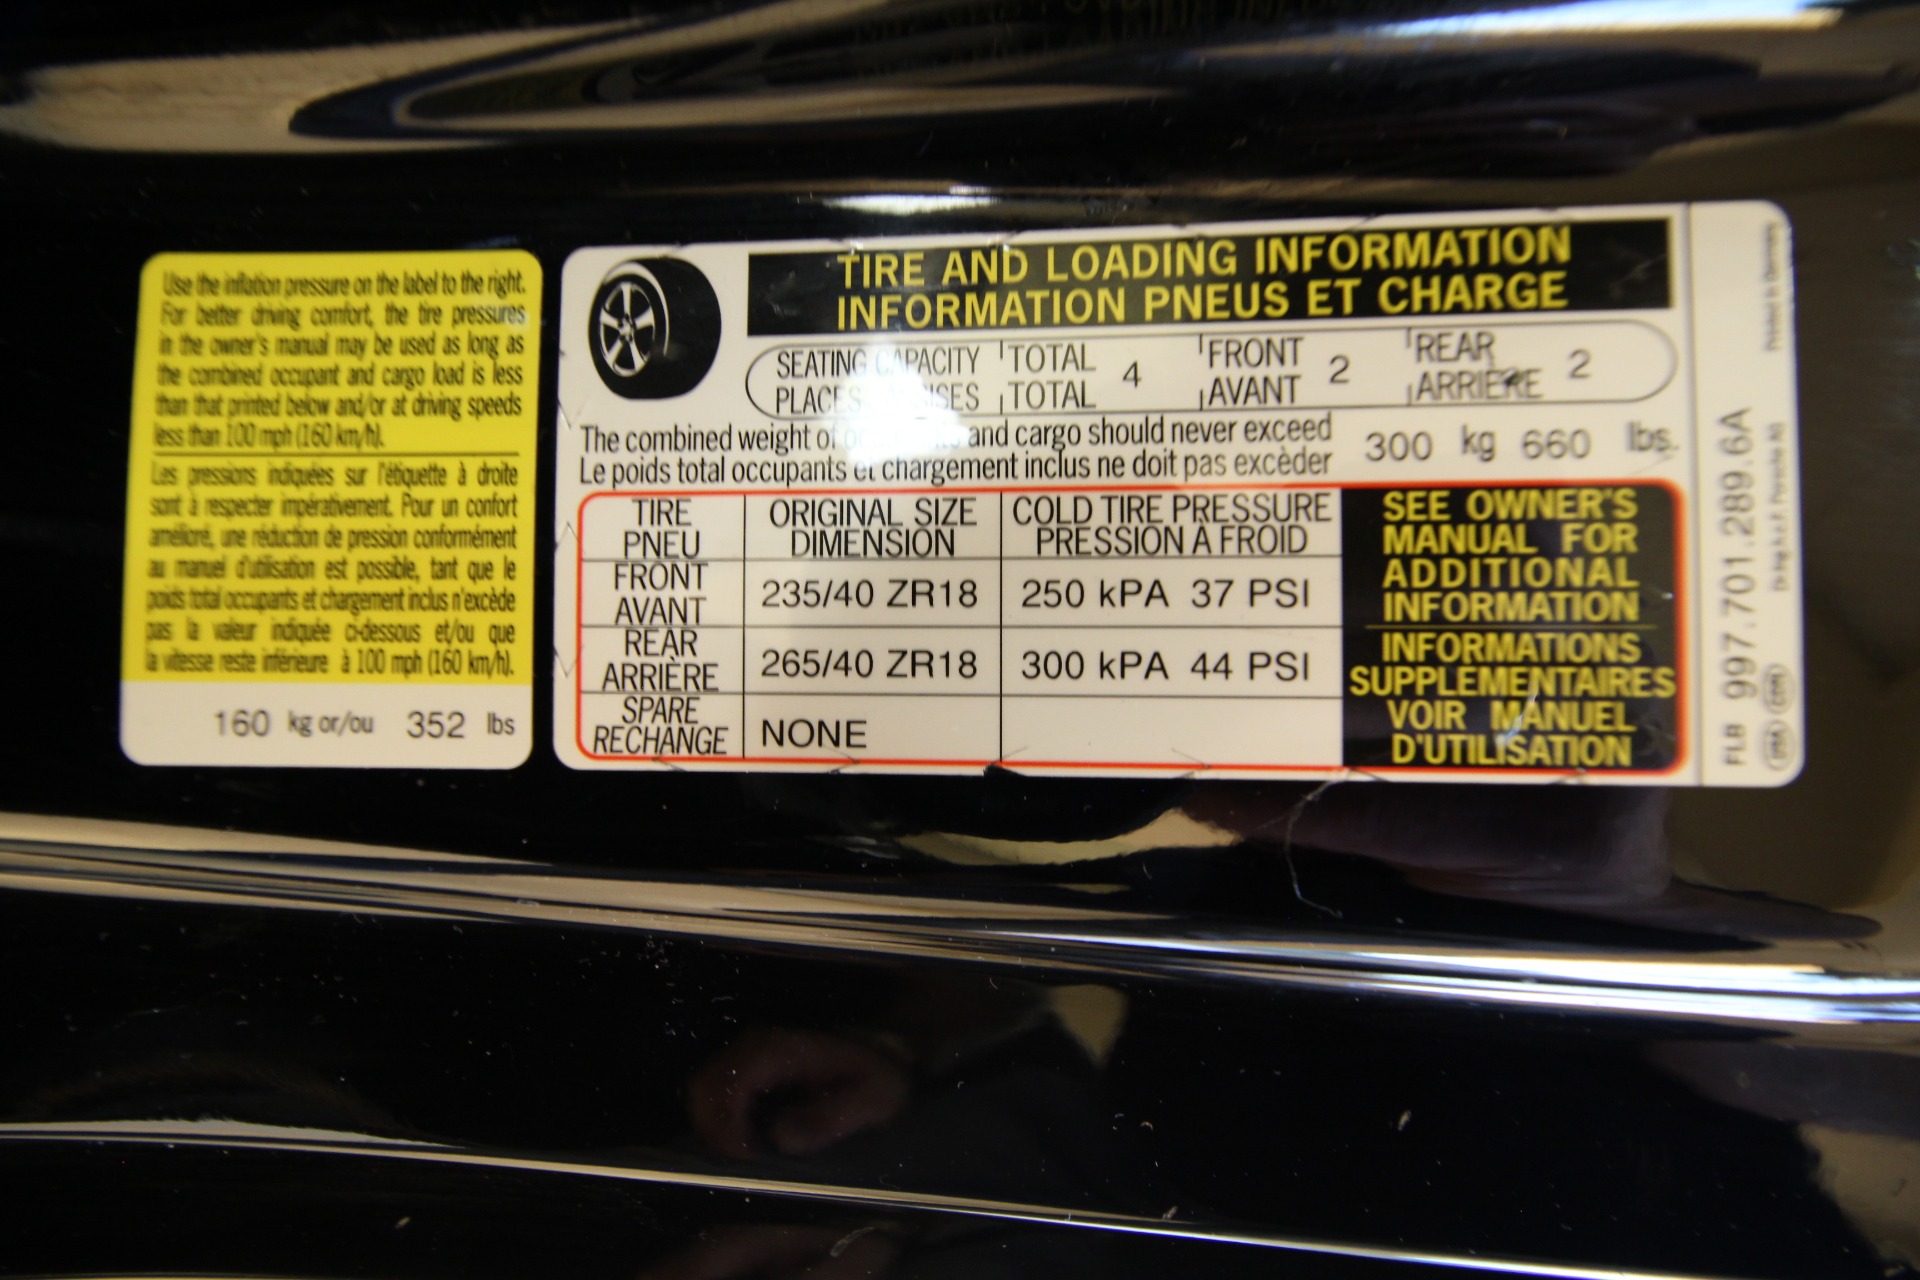 Use the inflation pressure on the label to the right.
For better driving comfort, the tire pressures
in the owner's manual may be used as long as
the combined occupant and cargo load is less
than that printed below and/or at driving speeds
less than 100 mph (160 km/h).
Les pressions indiquées sur l'étiquette à droite
sont à respecter impérativement. Pour un confort
amélioré, une réduction de pression conformément
au manuel d'utilisation est possible, tant que le
poids total occupants et chargement inclus n'excède
pas la valeur indiquée ci-dessous et/ou que
la vitesse reste inférieure à 100 mph (160 km/h).
160 kg or/ou 352 lbs
TIRE AND LOADING INFORMATION
INFORMATION PNEUS ET CHARGE
SEATING CAPACITY TOTAL 4 FRONT 2 REAR 2
PLACES TOTAL AVANT ARRIÈRE
The combined weight of and cargo should never exceed 300 kg 660 lbs.
Le poids total occupants et chargement inclus ne doit pas excèder
TIRE ORIGINAL SIZE COLD TIRE PRESSURE
PNEU DIMENSION PRESSION À FROID
FRONT
AVANT 235/40 ZR18 250 kPA 37 PSI
REAR
ARRIÈRE 265/40 ZR18 300 kPA 44 PSI
SPARE
RECHANGE NONE
SEE OWNER'S
MANUAL FOR
ADDITIONAL
INFORMATION
INFORMATIONS
SUPPLEMENTAIRES
VOIR MANUEL
D'UTILISATION
FLB 997.701.289.6A
USA CDN
Printed in Germany